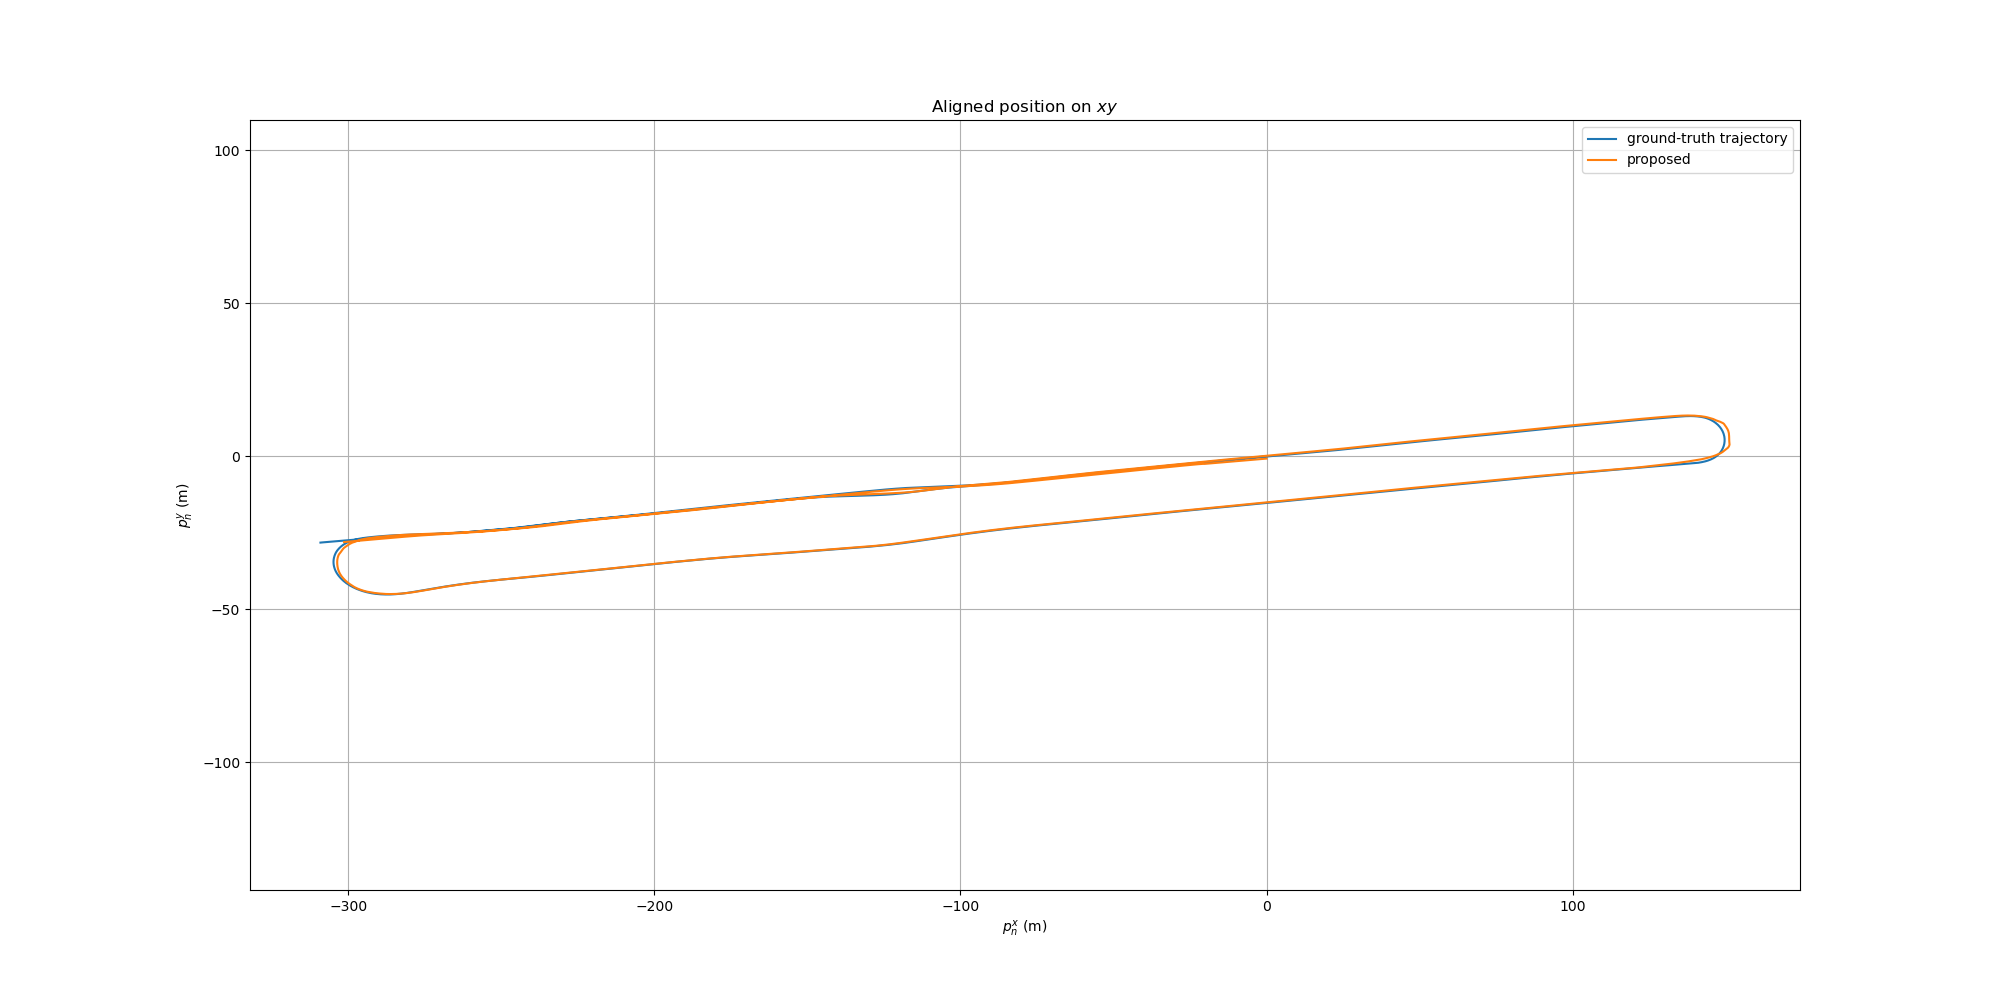 Aligned position on xy
ground-truth trajectory
proposed
100
50
0
−50
−100
p_n^y (m)
−300
−200
−100
0
100
p_n^x (m)